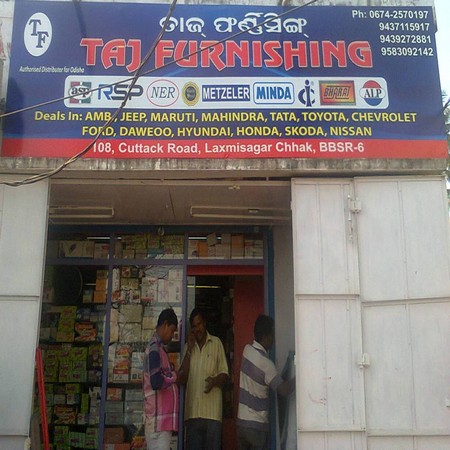 ତାଜ୍ ଫର୍ଣ୍ଣିସିଙ୍ଗ୍
Ph: 0674-2570197
9437115917
9439272881
9583092142
TF
TAJ FURNISHING
Authorised Distributor for Odisha
asp RSP NER METZELER MINDA BHARAT ALP
Deals In: AMB, JEEP, MARUTI, MAHINDRA, TATA, TOYOTA, CHEVROLET
FORD, DAWEOO, HYUNDAI, HONDA, SKODA, NISSAN
108, Cuttack Road, Laxmisagar Chhak, BBSR-6